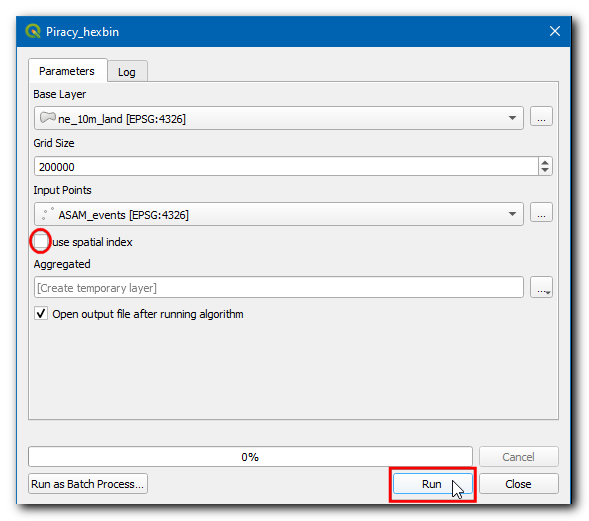 Piracy_hexbin
Parameters
Log
Base Layer
ne_10m_land [EPSG:4326]
...
Grid Size
200000
Input Points
ASAM_events [EPSG:4326]
...
use spatial index
Aggregated
[Create temporary layer]
...
Open output file after running algorithm
0%
Cancel
Run as Batch Process...
Run
Close